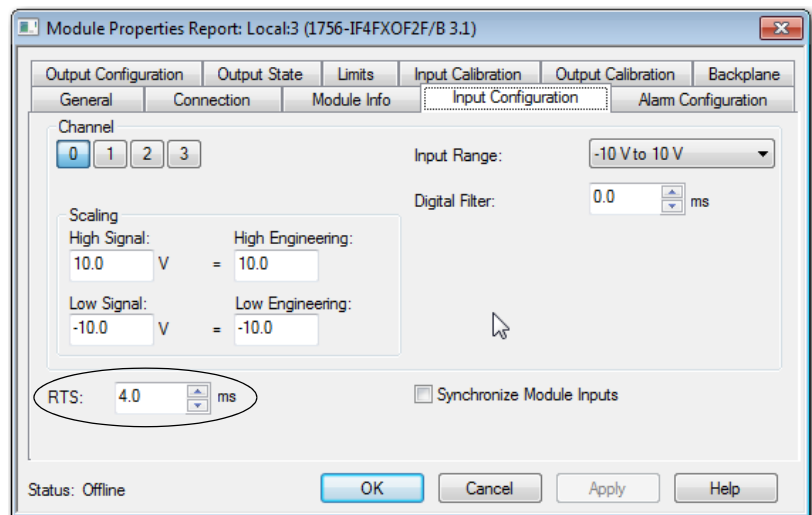 Module Properties Report: Local:3 (1756-IF4FXOF2F/B 3.1)
Output Configuration Output State Limits Input Calibration Output Calibration Backplane
General Connection Module Info Input Configuration Alarm Configuration
Channel
0 1 2 3
Input Range: -10 V to 10 V
Digital Filter: 0.0 ms
Scaling
High Signal: High Engineering:
10.0 V = 10.0
Low Signal: Low Engineering:
-10.0 V = -10.0
RTS: 4.0 ms
Synchronize Module Inputs
Status: Offline
OK Cancel Apply Help